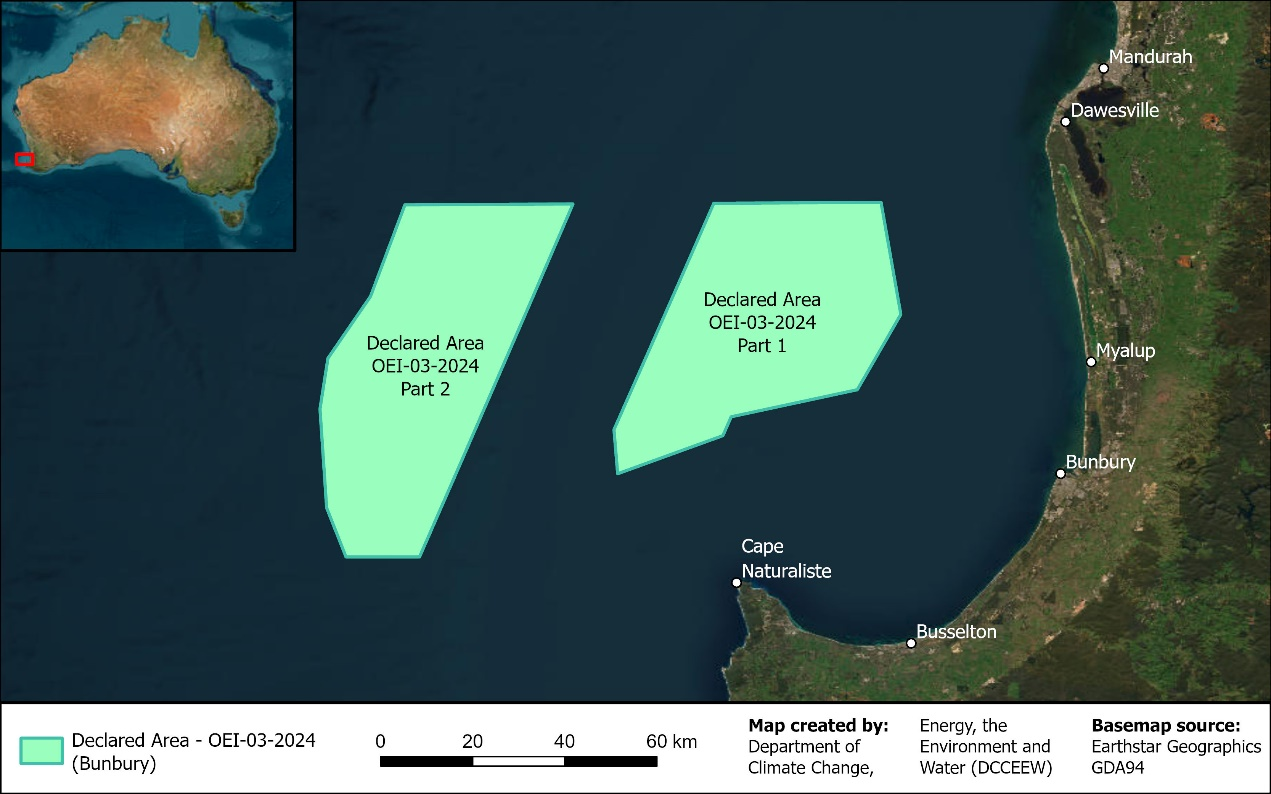 Mandurah
Dawesville
Declared Area
OEI-03-2024
Part 1
Declared Area
OEI-03-2024
Part 2
Myalup
Bunbury
Cape
Naturaliste
Busselton
Declared Area - OEI-03-2024
(Bunbury)
0 20 40 60 km
Map created by:
Department of
Climate Change,
Energy, the
Environment and
Water (DCCEEW)
Basemap source:
Earthstar Geographics
GDA94